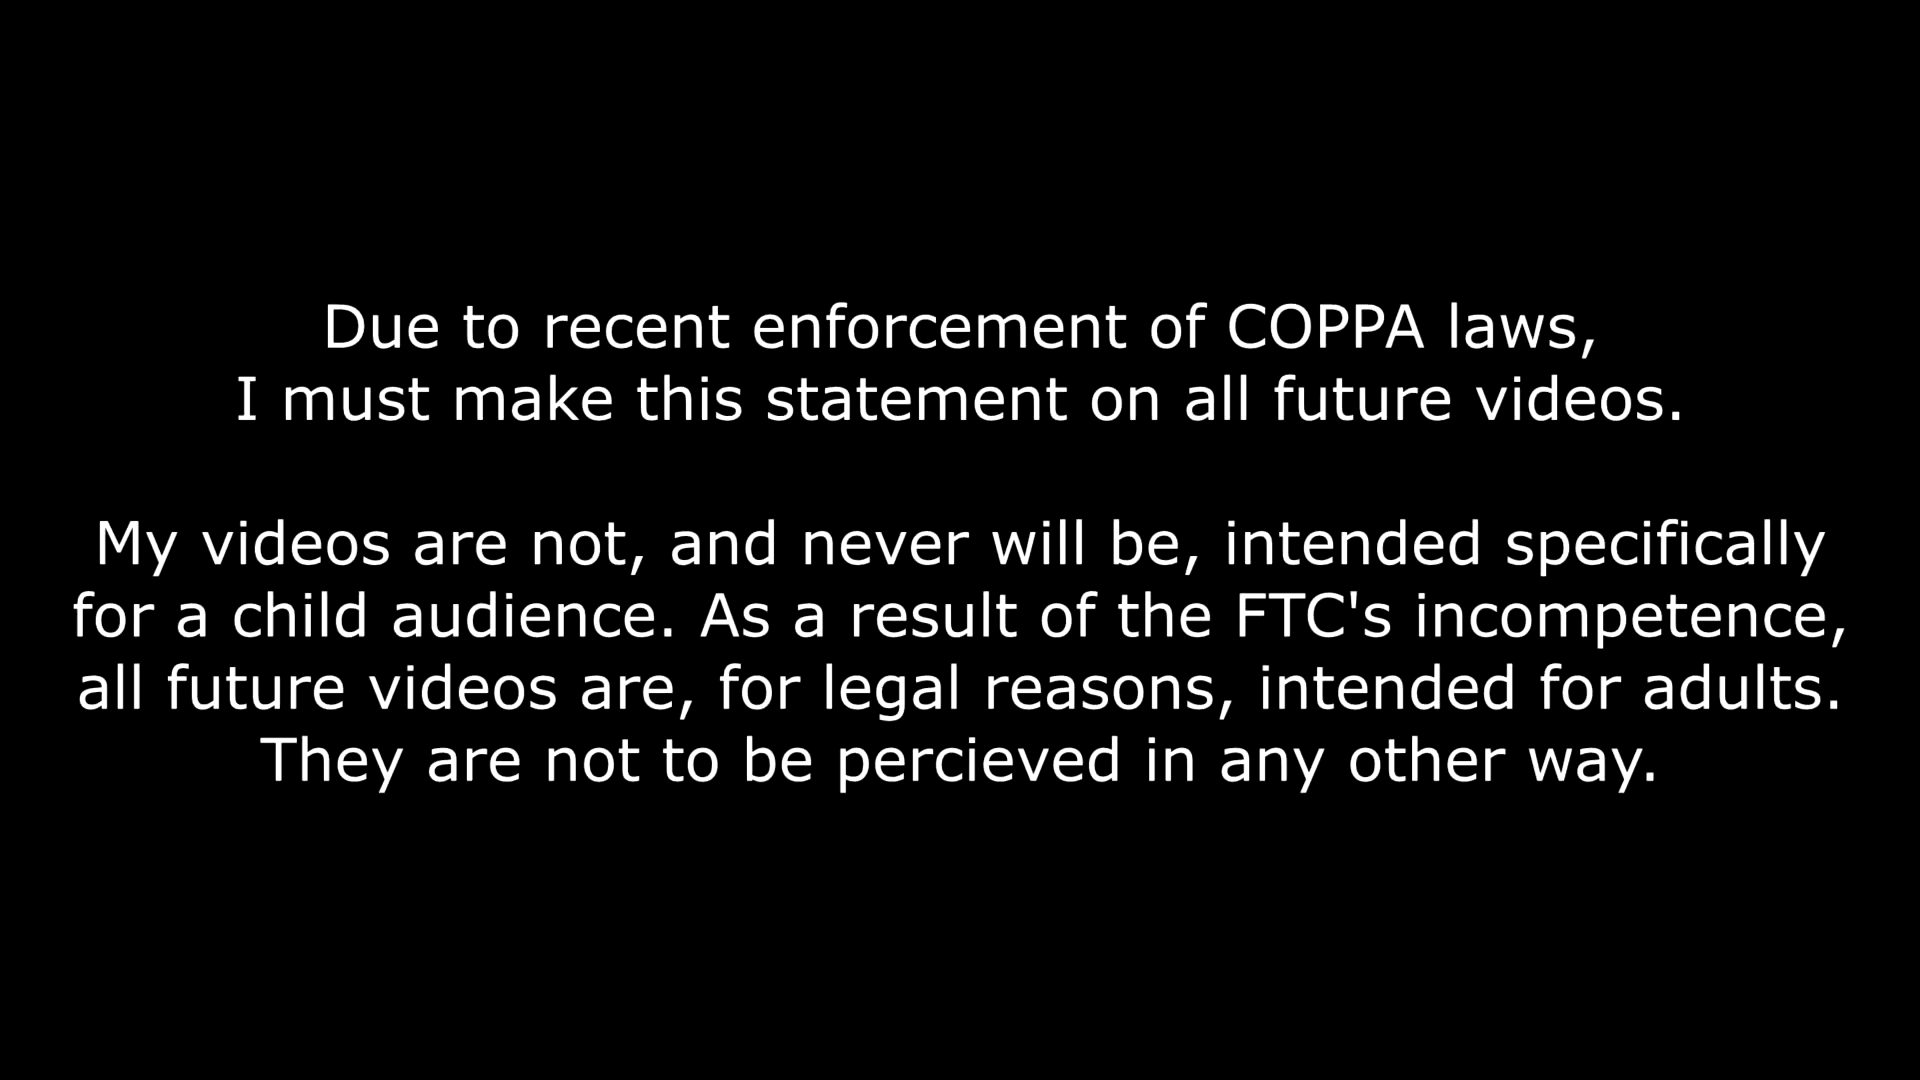 Due to recent enforcement of COPPA laws,
I must make this statement on all future videos.
My videos are not, and never will be, intended specifically
for a child audience. As a result of the FTC's incompetence,
all future videos are, for legal reasons, intended for adults.
They are not to be percieved in any other way.